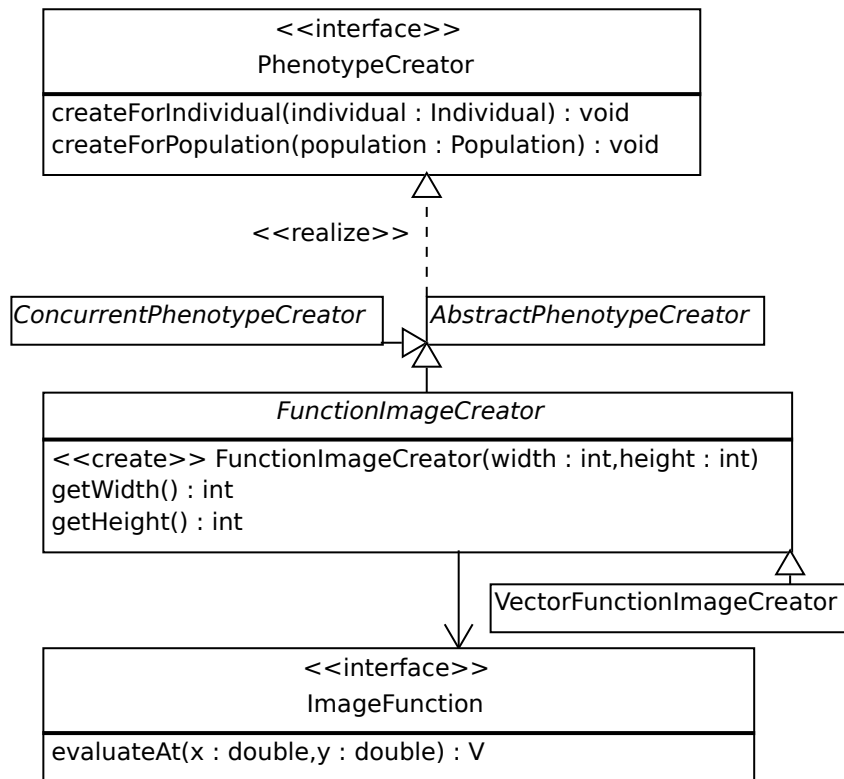 <<interface>>
PhenotypeCreator
createForIndividual(individual : Individual) : void
createForPopulation(population : Population) : void
<<realize>>
ConcurrentPhenotypeCreator
AbstractPhenotypeCreator
FunctionImageCreator
<<create>> FunctionImageCreator(width : int,height : int)
getWidth() : int
getHeight() : int
VectorFunctionImageCreator
<<interface>>
ImageFunction
evaluateAt(x : double,y : double) : V